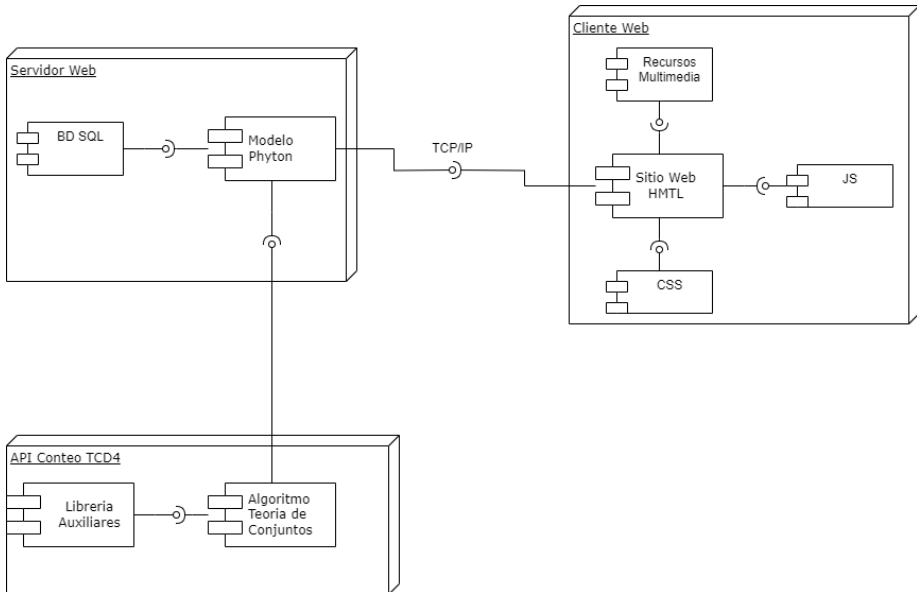 Cliente Web
Recursos
Multimedia
Servidor Web
BD SQL
Modelo
Phyton
TCP/IP
Sitio Web
HMTL
JS
CSS
API Conteo TCD4
Libreria
Auxiliares
Algoritmo
Teoria de
Conjuntos